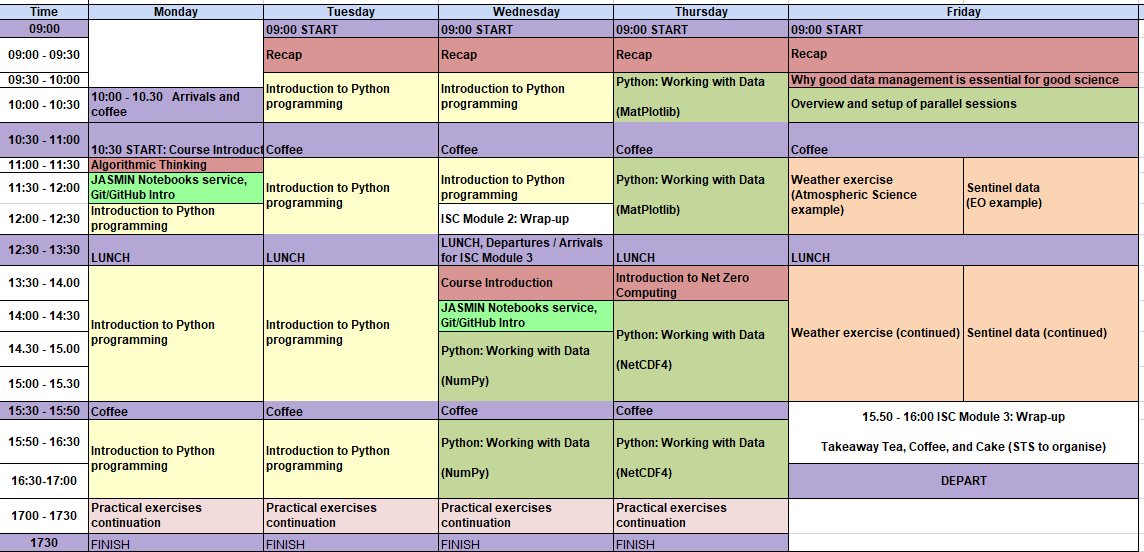 Time Monday Tuesday Wednesday Thursday Friday
09:00 09:00 START 09:00 START 09:00 START 09:00 START
09:00 - 09:30 Recap Recap Recap Recap
09:30 - 10:00 Introduction to Python programming Introduction to Python programming Python: Working with Data (MatPlotlib) Why good data management is essential for good science
10:00 - 10:30 10:00 - 10.30 Arrivals and coffee Overview and setup of parallel sessions
10:30 - 11:00 10:30 START: Course Introduct Coffee Coffee Coffee Coffee
11:00 - 11:30 Algorithmic Thinking Introduction to Python programming Introduction to Python programming Python: Working with Data (MatPlotlib) Weather exercise (Atmospheric Science example) Sentinel data (EO example)
11:30 - 12:00 JASMIN Notebooks service, Git/GitHub Intro
12:00 - 12:30 Introduction to Python programming ISC Module 2: Wrap-up
12:30 - 13:30 LUNCH LUNCH LUNCH, Departures / Arrivals for ISC Module 3 LUNCH LUNCH
13:30 - 14.00 Introduction to Python programming Introduction to Python programming Course Introduction Introduction to Net Zero Computing Weather exercise (continued) Sentinel data (continued)
14:00 - 14:30 JASMIN Notebooks service, Git/GitHub Intro Python: Working with Data (NetCDF4)
14.30 - 15.00 Python: Working with Data (NumPy)
15:00 - 15.30
15:30 - 15:50 Coffee Coffee Coffee Coffee 15.50 - 16:00 ISC Module 3: Wrap-up
15:50 - 16:30 Introduction to Python programming Introduction to Python programming Python: Working with Data (NumPy) Python: Working with Data (NetCDF4) Takeaway Tea, Coffee, and Cake (STS to organise)
16:30-17:00 DEPART
1700 - 1730 Practical exercises continuation Practical exercises continuation Practical exercises continuation Practical exercises continuation
1730 FINISH FINISH FINISH FINISH